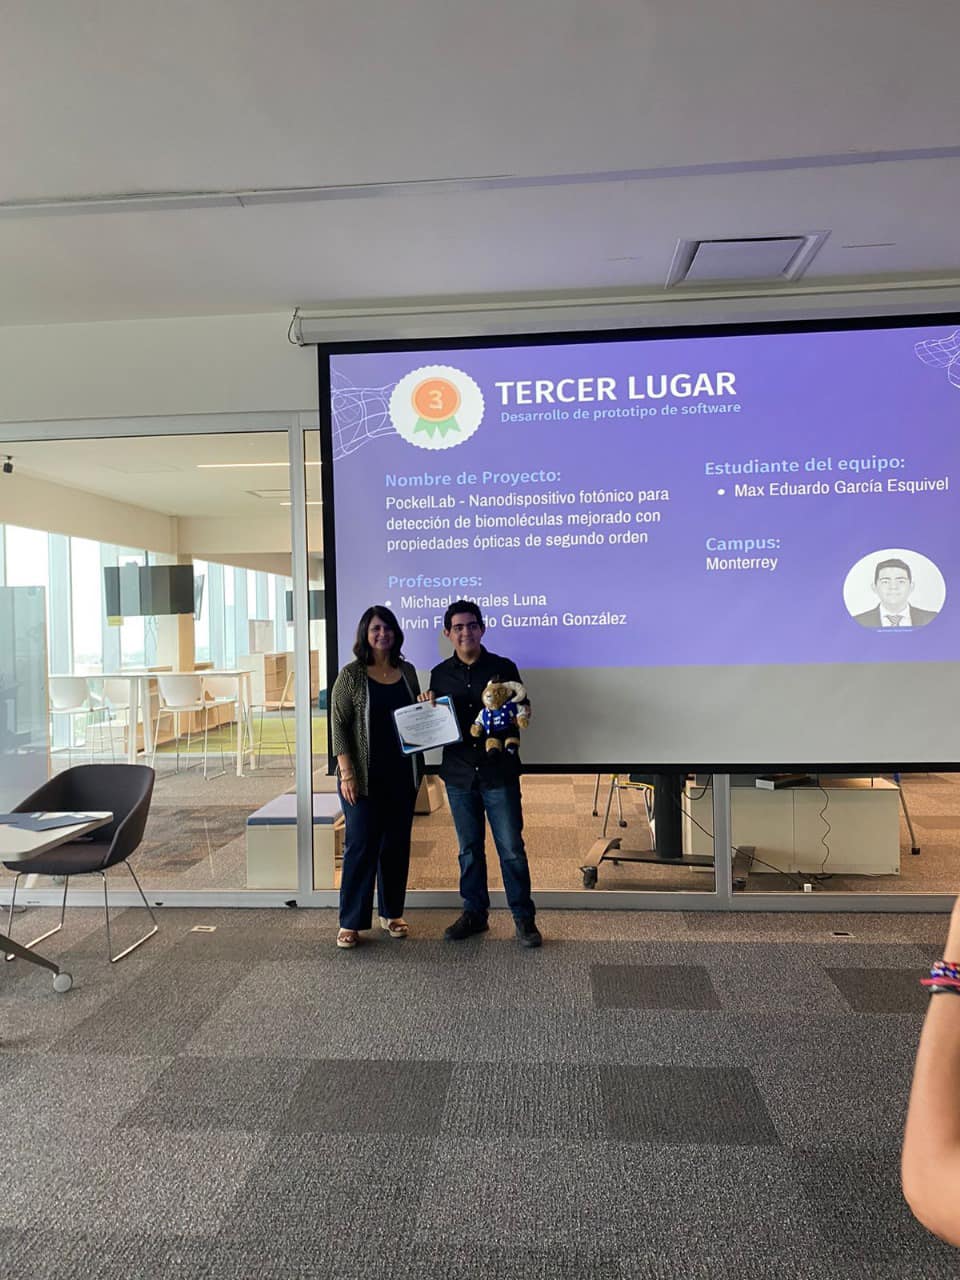 3
TERCER LUGAR
Desarrollo de prototipo de software
Nombre de Proyecto:
PockelLab - Nanodispositivo fotónico para
detección de biomoléculas mejorado con
propiedades ópticas de segundo orden
Profesores:
Michael Morales Luna
Irvin Guzmán González
Estudiante del equipo:
• Max Eduardo García Esquivel
Campus:
Monterrey